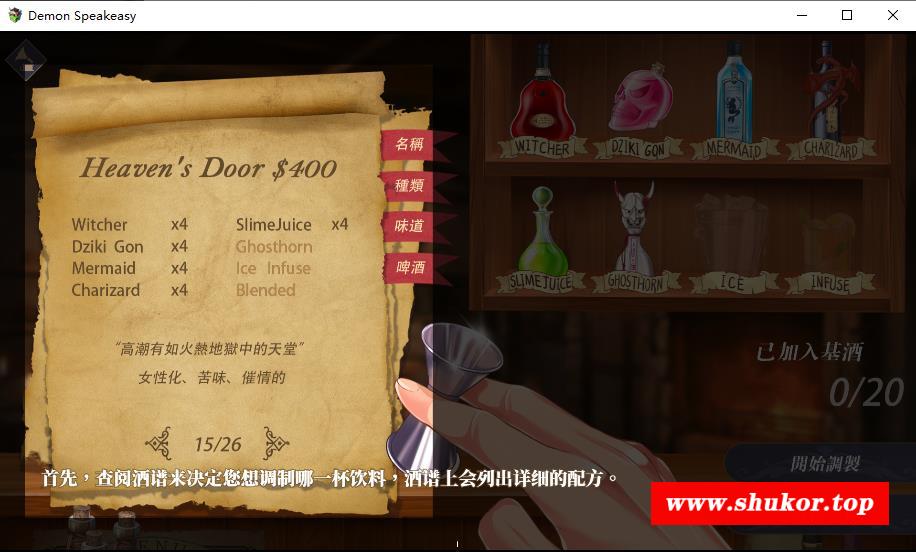 Demon Speakeasy
Heaven's Door $400
Witcher x4 SlimeJuice x4
Dziki Gon x4 Ghosthorn
Mermaid x4 Ice Infuse
Charizard x4 Blended
“高潮有如火熱地獄中的天堂”
女性化、苦味、催情的
15/26
名稱
種類
味道
啤酒
WITCHER DZIKI GON MERMAID CHARIZARD
SLIMEJUICE GHOSTHORN ICE INFUSE
已加入基酒
0/20
開始調製
首先，查阅酒谱来决定您想调制哪一杯饮料，酒谱上会列出详细的配方。
www.shukor.top